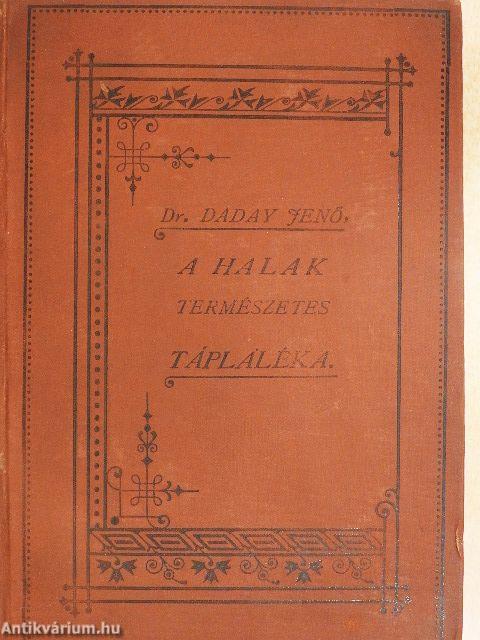 Dr. DADAY JENŐ,
A HALAK
TERMÉSZETES
TÁPLÁLÉKA.
Antikvárium.hu